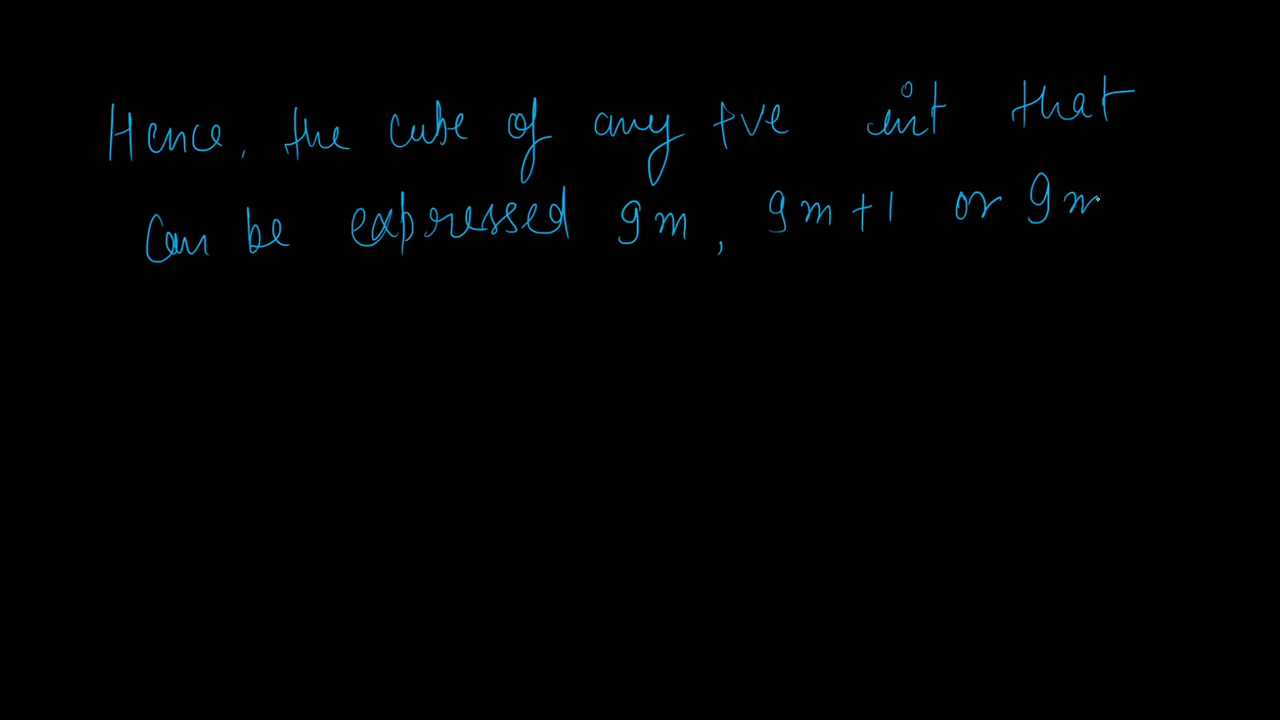 Hence, the cube of any +ve int that
can be expressed 9m, 9m+1 or 9m